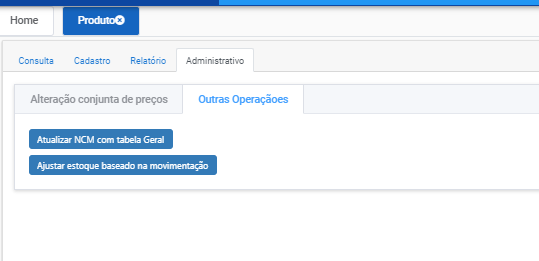 Home Produto
Consulta Cadastro Relatório Administrativo
Alteração conjunta de preços Outras Operaçãoes
Atualizar NCM com tabela Geral
Ajustar estoque baseado na movimentação